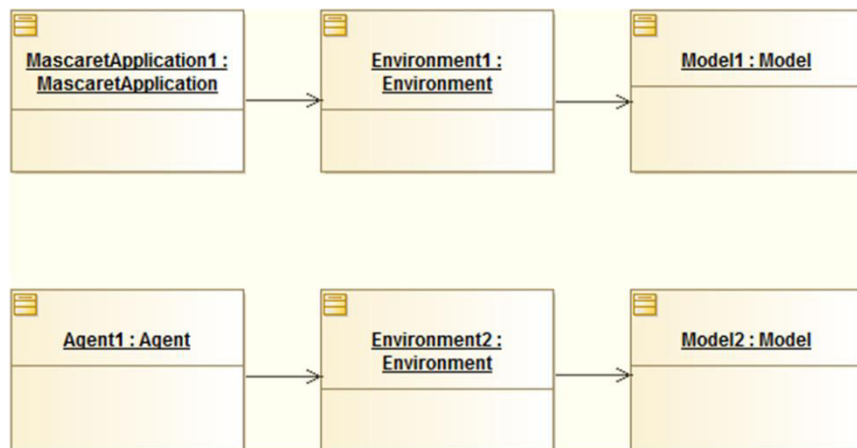 MascaretApplication1 :
MascaretApplication
Environment1 :
Environment
Model1 : Model
Agent1 : Agent
Environment2 :
Environment
Model2 : Model